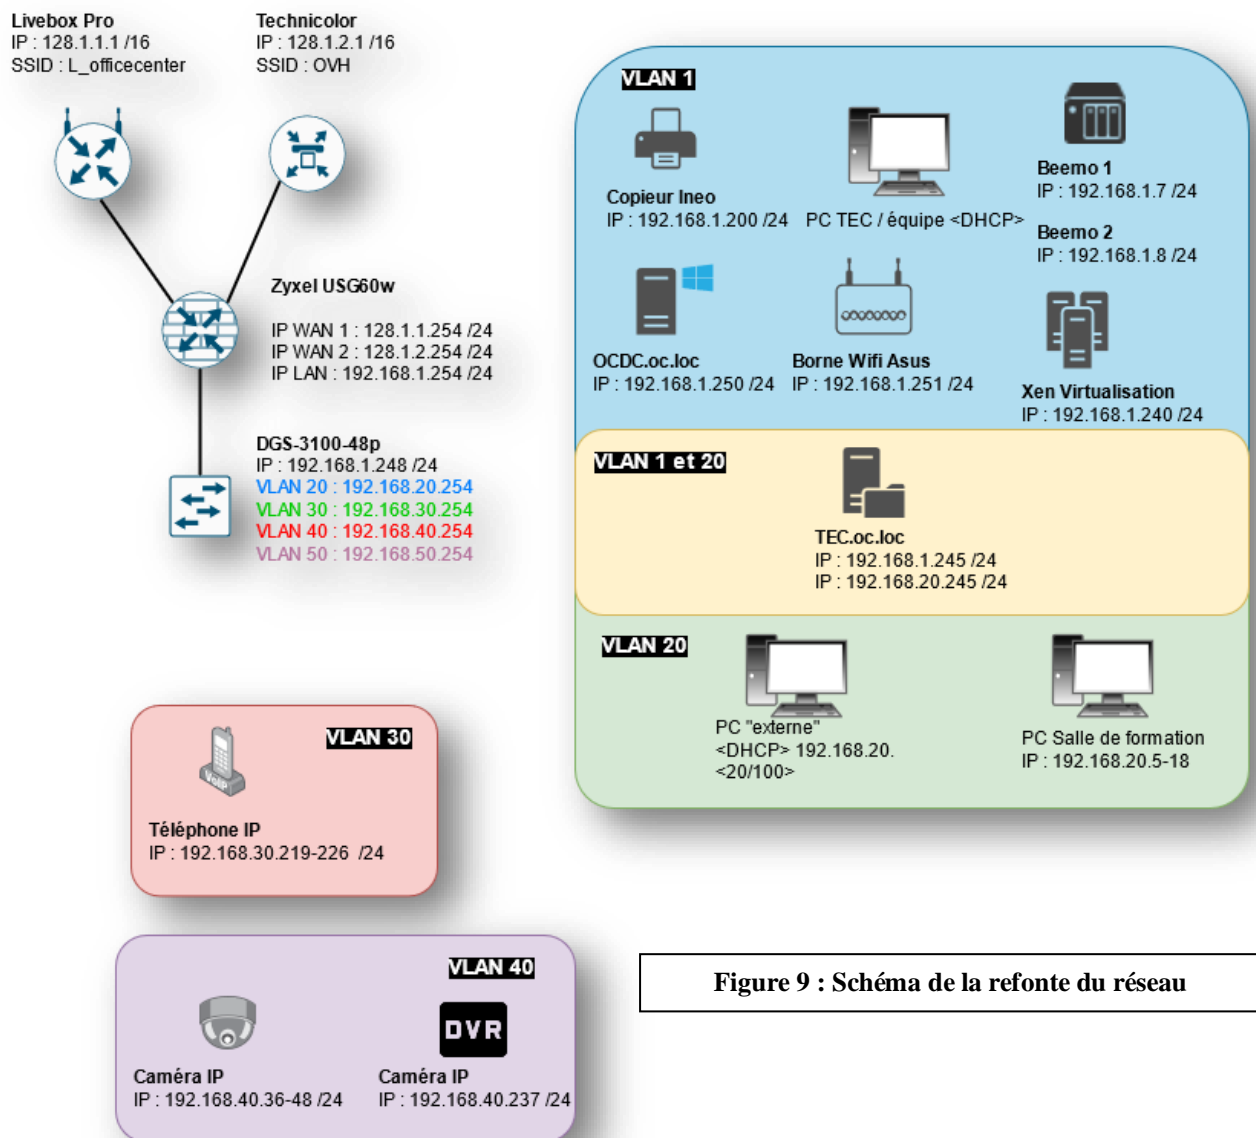 Livebox Pro
IP : 128.1.1.1 /16
SSID : L_officecenter
Technicolor
IP : 128.1.2.1 /16
SSID : OVH
Zyxel USG60w
IP WAN 1 : 128.1.1.254 /24
IP WAN 2 : 128.1.2.254 /24
IP LAN : 192.168.1.254 /24
DGS-3100-48p
IP : 192.168.1.248 /24
VLAN 20 : 192.168.20.254
VLAN 30 : 192.168.30.254
VLAN 40 : 192.168.40.254
VLAN 50 : 192.168.50.254
VLAN 1
Copieur Ineo
IP : 192.168.1.200 /24
PC TEC / équipe <DHCP>
Beemo 1
IP : 192.168.1.7 /24
Beemo 2
IP : 192.168.1.8 /24
OCDC.oc.loc
IP : 192.168.1.250 /24
Borne Wifi Asus
IP : 192.168.1.251 /24
Xen Virtualisation
IP : 192.168.1.240 /24
VLAN 1 et 20
TEC.oc.loc
IP : 192.168.1.245 /24
IP : 192.168.20.245 /24
VLAN 20
PC "externe"
<DHCP> 192.168.20.
<20/100>
PC Salle de formation
IP : 192.168.20.5-18
VLAN 30
VoIP
Téléphone IP
IP : 192.168.30.219-226 /24
VLAN 40
DVR
Caméra IP
IP : 192.168.40.36-48 /24
Caméra IP
IP : 192.168.40.237 /24
Figure 9 : Schéma de la refonte du réseau